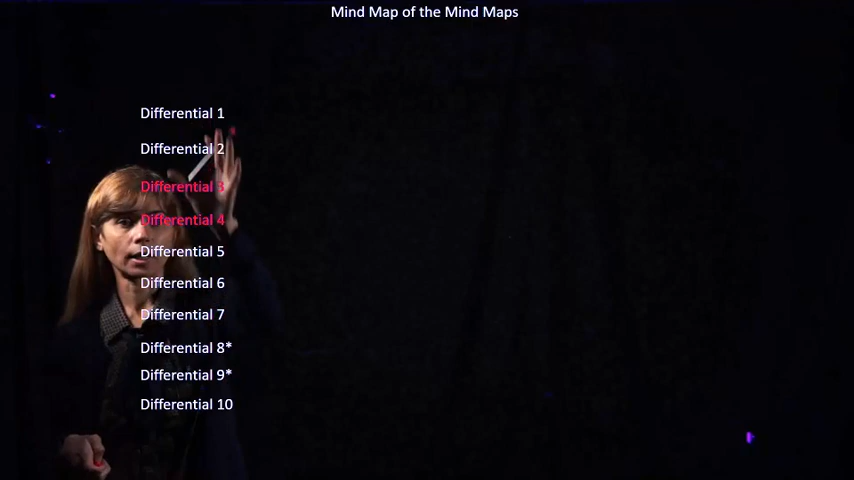 Mind Map of the Mind Maps
Differential 1
Differential 2
Differential 3
Differential 4
Differential 5
Differential 6
Differential 7
Differential 8*
Differential 9*
Differential 10